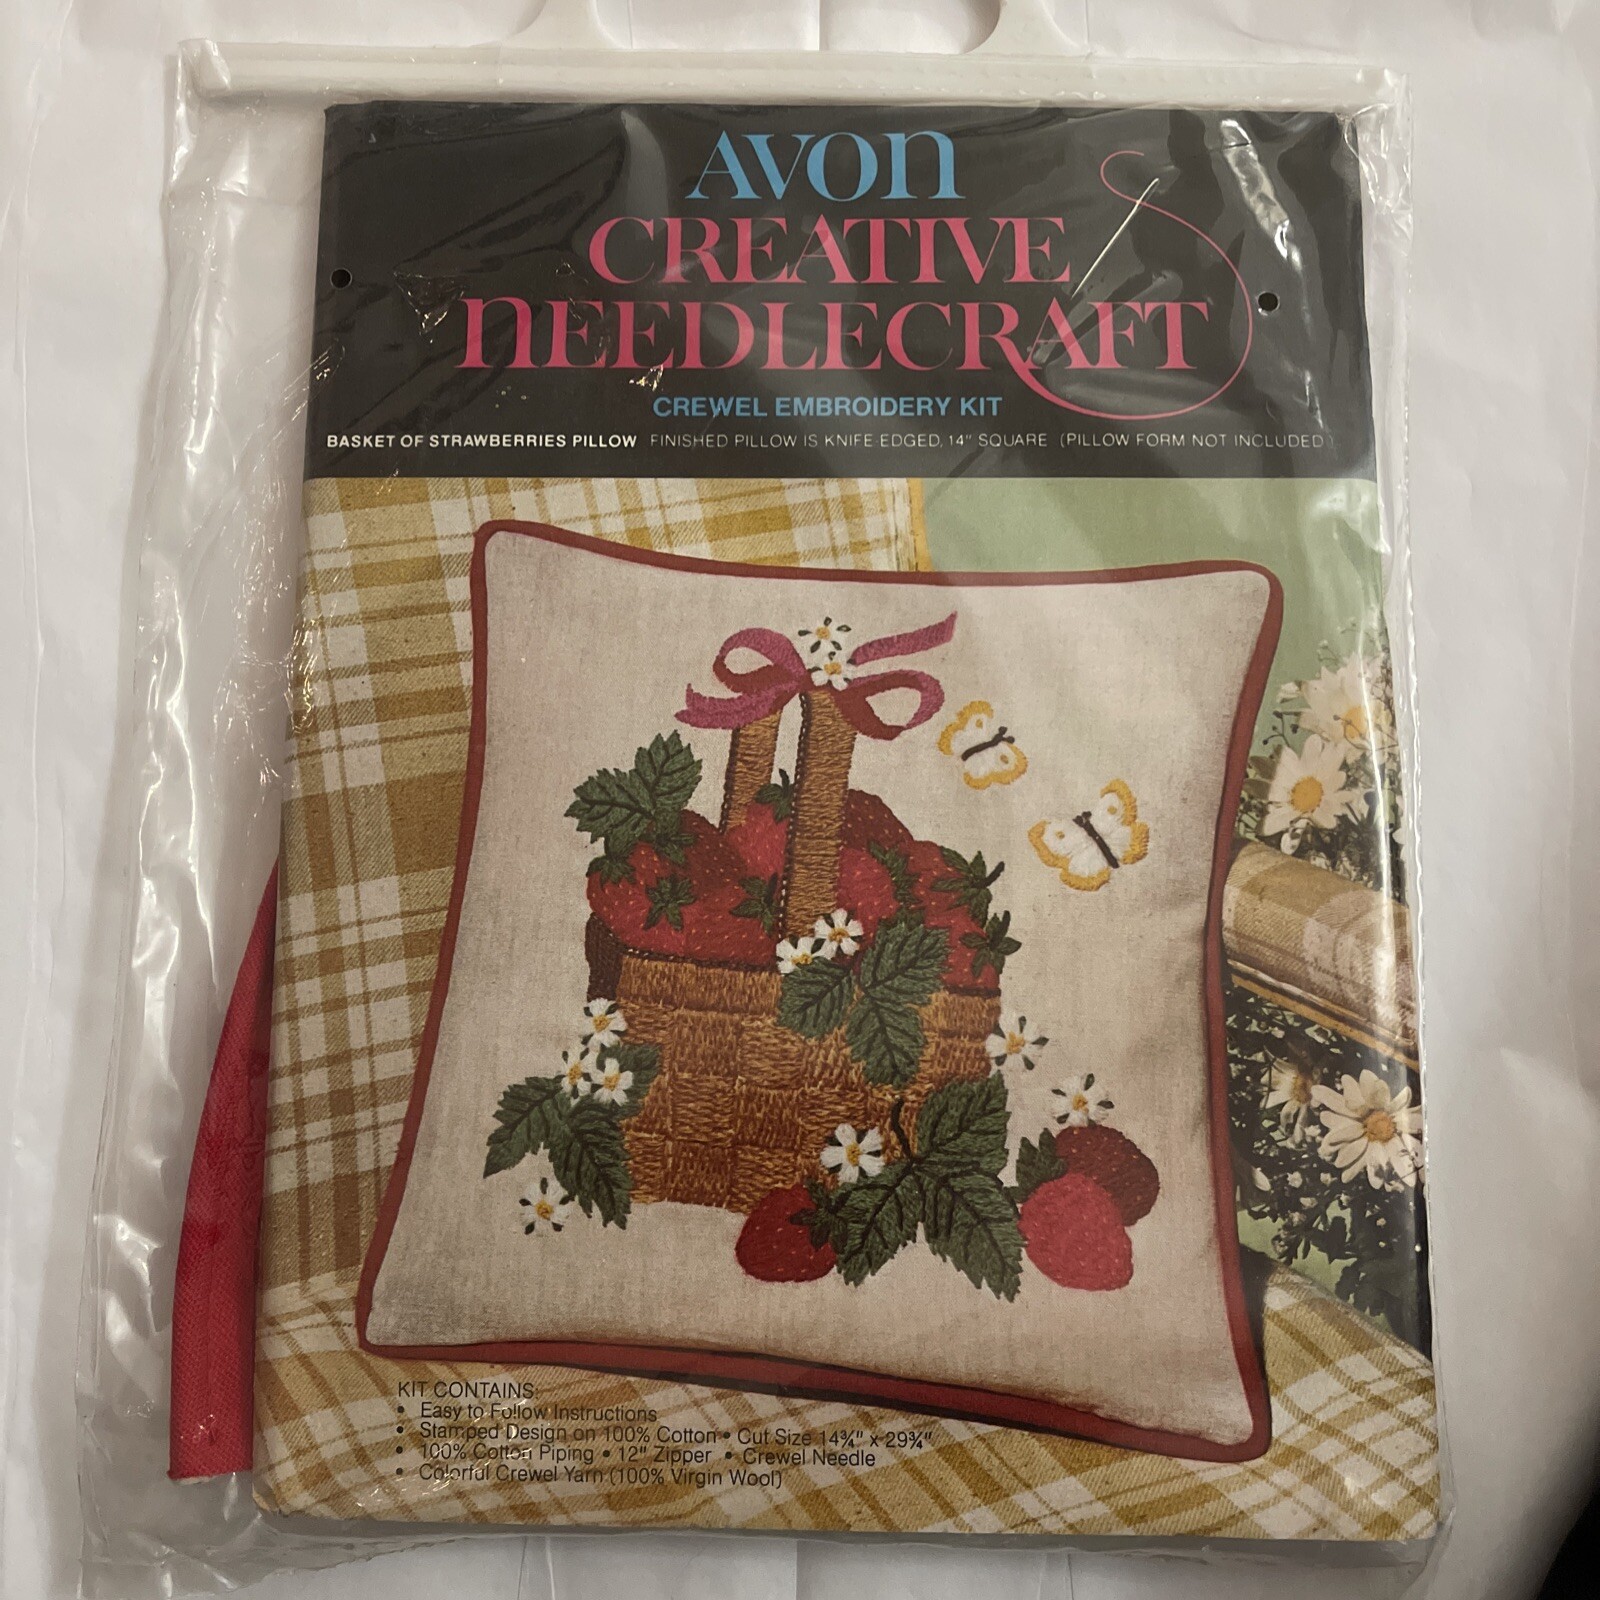 AVON
CREATIVE
NEEDLECRAFT
CREWEL EMBROIDERY KIT
BASKET OF STRAWBERRIES PILLOW FINISHED PILLOW IS KNIFE-EDGED, 14" SQUARE (PILLOW FORM NOT INCLUDED)
KIT CONTAINS:
• Easy to Follow Instructions
• Stamped Design on 100% Cotton • Cut Size 14¾" x 29¾"
• 100% Cotton Piping • 12" Zipper • Crewel Needle
• Colorful Crewel Yarn (100% Virgin Wool)